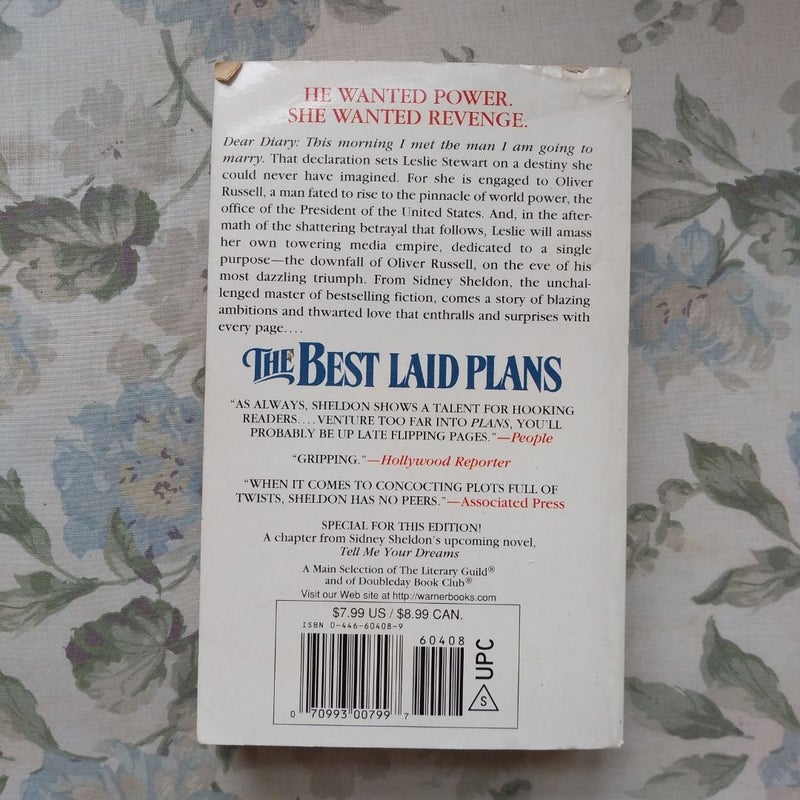 HE WANTED POWER.
SHE WANTED REVENGE.
Dear Diary: This morning I met the man I am going to
marry. That declaration sets Leslie Stewart on a destiny she
could never have imagined. For she is engaged to Oliver
Russell, a man fated to rise to the pinnacle of world power, the
office of the President of the United States. And, in the after-
math of the shattering betrayal that follows, Leslie will amass
her own towering media empire, dedicated to a single
purpose—the downfall of Oliver Russell, on the eve of his
most dazzling triumph. From Sidney Sheldon, the unchal-
lenged master of bestselling fiction, comes a story of blazing
ambitions and thwarted love that enthralls and surprises with
every page....
THE BEST LAID PLANS
“AS ALWAYS, SHELDON SHOWS A TALENT FOR HOOKING
READERS.... VENTURE TOO FAR INTO PLANS, YOU’LL
PROBABLY BE UP LATE FLIPPING PAGES.”—People
“GRIPPING.”—Hollywood Reporter
“WHEN IT COMES TO CONCOCTING PLOTS FULL OF
TWISTS, SHELDON HAS NO PEERS.”—Associated Press
SPECIAL FOR THIS EDITION!
A chapter from Sidney Sheldon’s upcoming novel,
Tell Me Your Dreams
A Main Selection of The Literary Guild®
and of Doubleday Book Club®
Visit our Web site at http://warnerbooks.com
$7.99 US / $8.99 CAN.
ISBN 0-446-60408-9
60408
0 70993 00799 7
S UPC